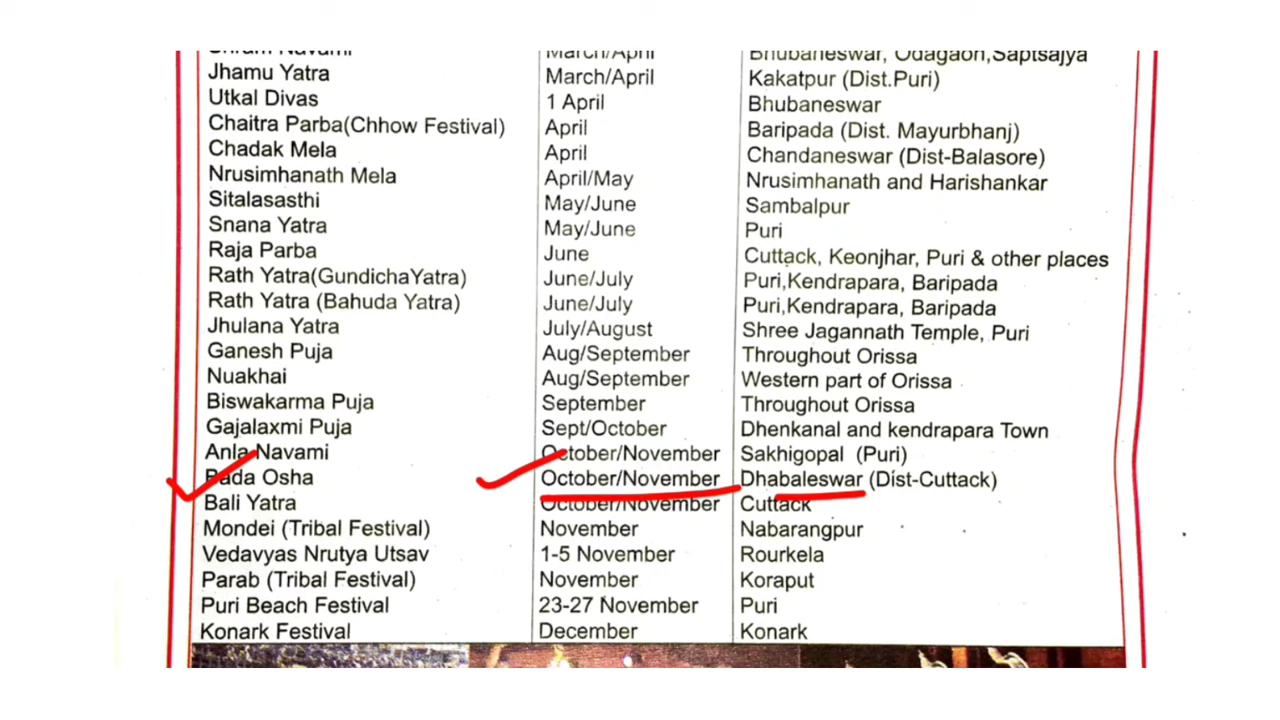 March/April Bhubaneswar, Odagaon,Saptsajya
Jhamu Yatra March/April Kakatpur (Dist.Puri)
Utkal Divas 1 April Bhubaneswar
Chaitra Parba(Chhow Festival) April Baripada (Dist. Mayurbhanj)
Chadak Mela April Chandaneswar (Dist-Balasore)
Nrusimhanath Mela April/May Nrusimhanath and Harishankar
Sitalasasthi May/June Sambalpur
Snana Yatra May/June Puri
Raja Parba June Cuttack, Keonjhar, Puri & other places
Rath Yatra(GundichaYatra) June/July Puri,Kendrapara, Baripada
Rath Yatra (Bahuda Yatra) June/July Puri,Kendrapara, Baripada
Jhulana Yatra July/August Shree Jagannath Temple, Puri
Ganesh Puja Aug/September Throughout Orissa
Nuakhai Aug/September Western part of Orissa
Biswakarma Puja September Throughout Orissa
Gajalaxmi Puja Sept/October Dhenkanal and kendrapara Town
Anla Navami October/November Sakhigopal (Puri)
Bada Osha October/November Dhabaleswar (Dist-Cuttack)
Bali Yatra October/November Cuttack
Mondei (Tribal Festival) November Nabarangpur
Vedavyas Nrutya Utsav 1-5 November Rourkela
Parab (Tribal Festival) November Koraput
Puri Beach Festival 23-27 November Puri
Konark Festival December Konark